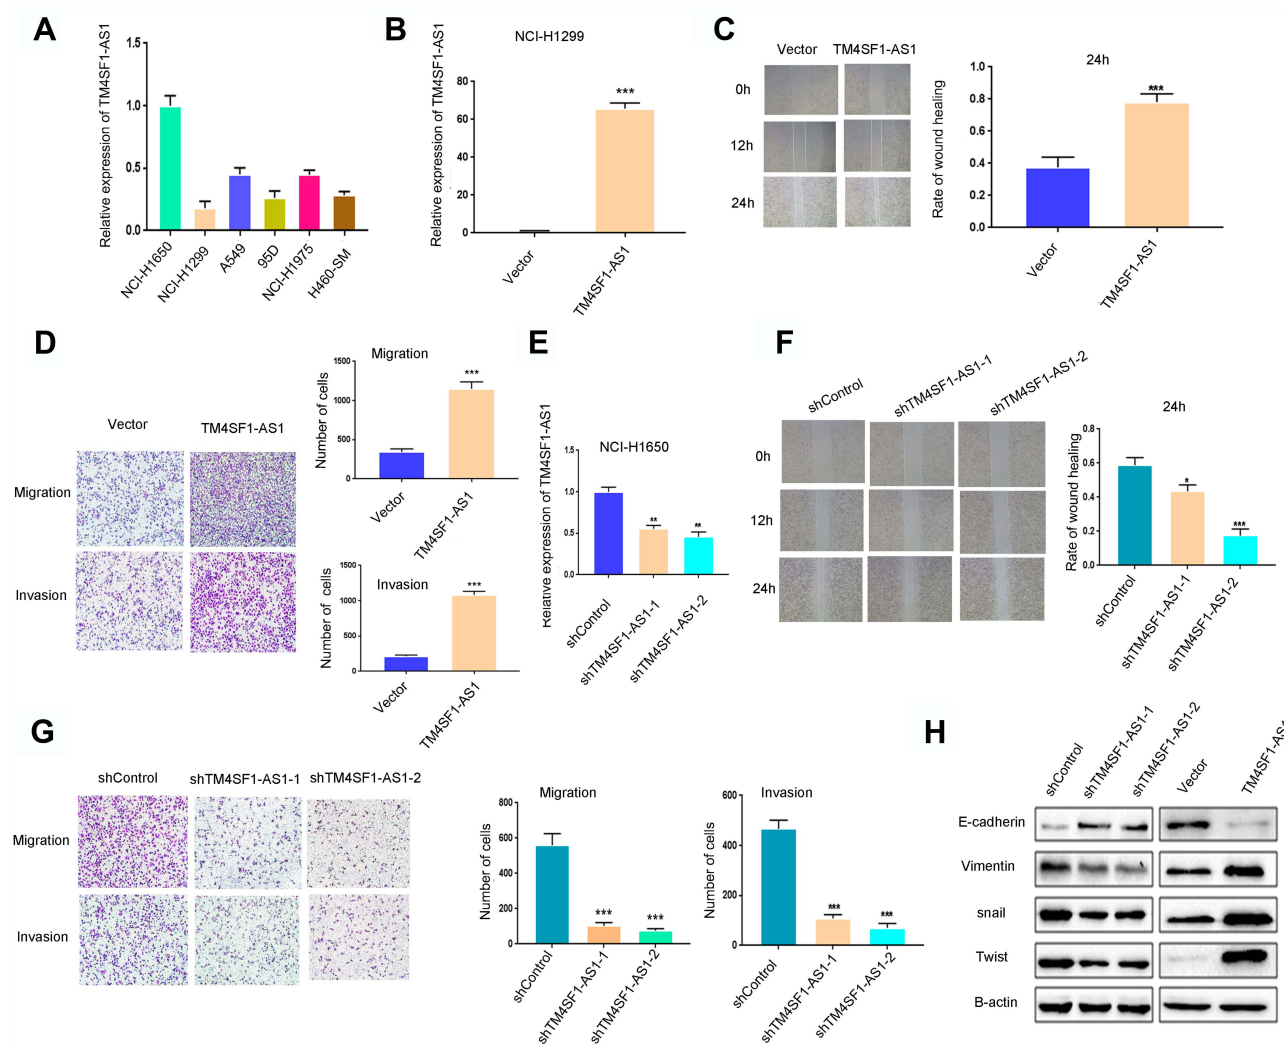 A
Relative expression of TM4SF1-AS1
1.5
1.0
0.5
0.0
NCI-H1650
NCI-H1299
A549
95D
NCI-H1975
H460-SM
B
NCI-H1299
Relative expression of TM4SF1-AS1
80
60
40
20
0
***
Vector
TM4SF1-AS1
C
Vector TM4SF1-AS1
0h
12h
24h
24h
Rate of wound healing
1.0
0.8
0.6
0.4
0.2
0.0
***
Vector
TM4SF1-AS1
D
Vector TM4SF1-AS1
Migration
Invasion
Migration
Number of cells
1500
1000
500
0
***
Vector
TM4SF1-AS1
Invasion
Number of cells
1500
1000
500
0
***
Vector
TM4SF1-AS1
E
NCI-H1650
Relative expression of TM4SF1-AS1
1.5
1.0
0.5
0.0
**
**
shControl
shTM4SF1-AS1-1
shTM4SF1-AS1-2
F
shControl
shTM4SF1-AS1-1
shTM4SF1-AS1-2
0h
12h
24h
24h
Rate of wound healing
0.8
0.6
0.4
0.2
0.0
*
***
shControl
shTM4SF1-AS1-1
shTM4SF1-AS1-2
G
shControl shTM4SF1-AS1-1 shTM4SF1-AS1-2
Migration
Invasion
Migration
Number of cells
800
600
400
200
0
***
***
shControl
shTM4SF1-AS1-1
shTM4SF1-AS1-2
Invasion
Number of cells
600
400
200
0
***
***
shControl
shTM4SF1-AS1-1
shTM4SF1-AS1-2
H
shControl
shTM4SF1-AS1-1
shTM4SF1-AS1-2
Vector
TM4SF1-AS1
E-cadherin
Vimentin
snail
Twist
B-actin